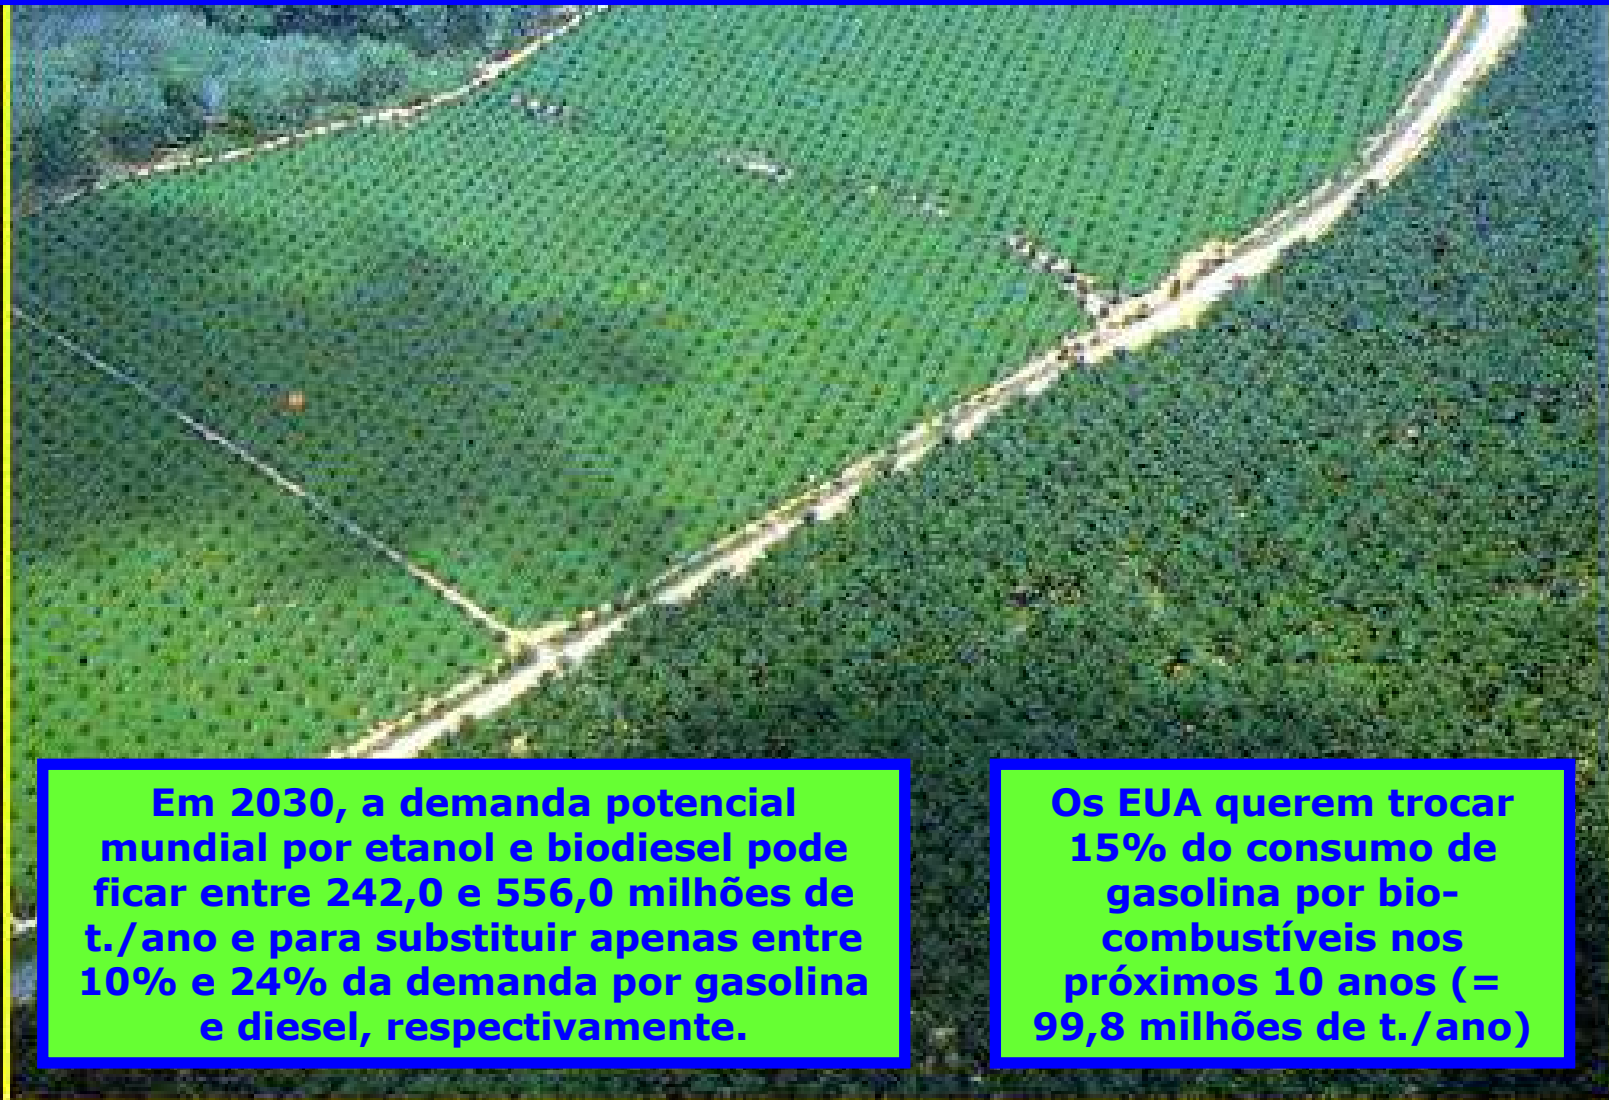 Em 2030, a demanda potencial
mundial por etanol e biodiesel pode
ficar entre 242,0 e 556,0 milhões de
t./ano e para substituir apenas entre
10% e 24% da demanda por gasolina
e diesel, respectivamente.
Os EUA querem trocar
15% do consumo de
gasolina por bio-
combustíveis nos
próximos 10 anos (=
99,8 milhões de t./ano)